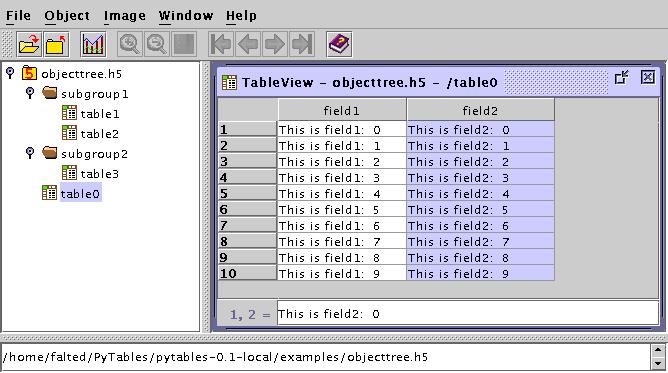 File Object Image Window Help
objecttree.h5
subgroup1
table1
table2
subgroup2
table3
table0
TableView - objecttree.h5 - /table0
field1 field2
1 This is field1: 0 This is field2: 0
2 This is field1: 1 This is field2: 1
3 This is field1: 2 This is field2: 2
4 This is field1: 3 This is field2: 3
5 This is field1: 4 This is field2: 4
6 This is field1: 5 This is field2: 5
7 This is field1: 6 This is field2: 6
8 This is field1: 7 This is field2: 7
9 This is field1: 8 This is field2: 8
10 This is field1: 9 This is field2: 9
1, 2 = This is field2: 0
/home/falted/PyTables/pytables-0.1-local/examples/objecttree.h5